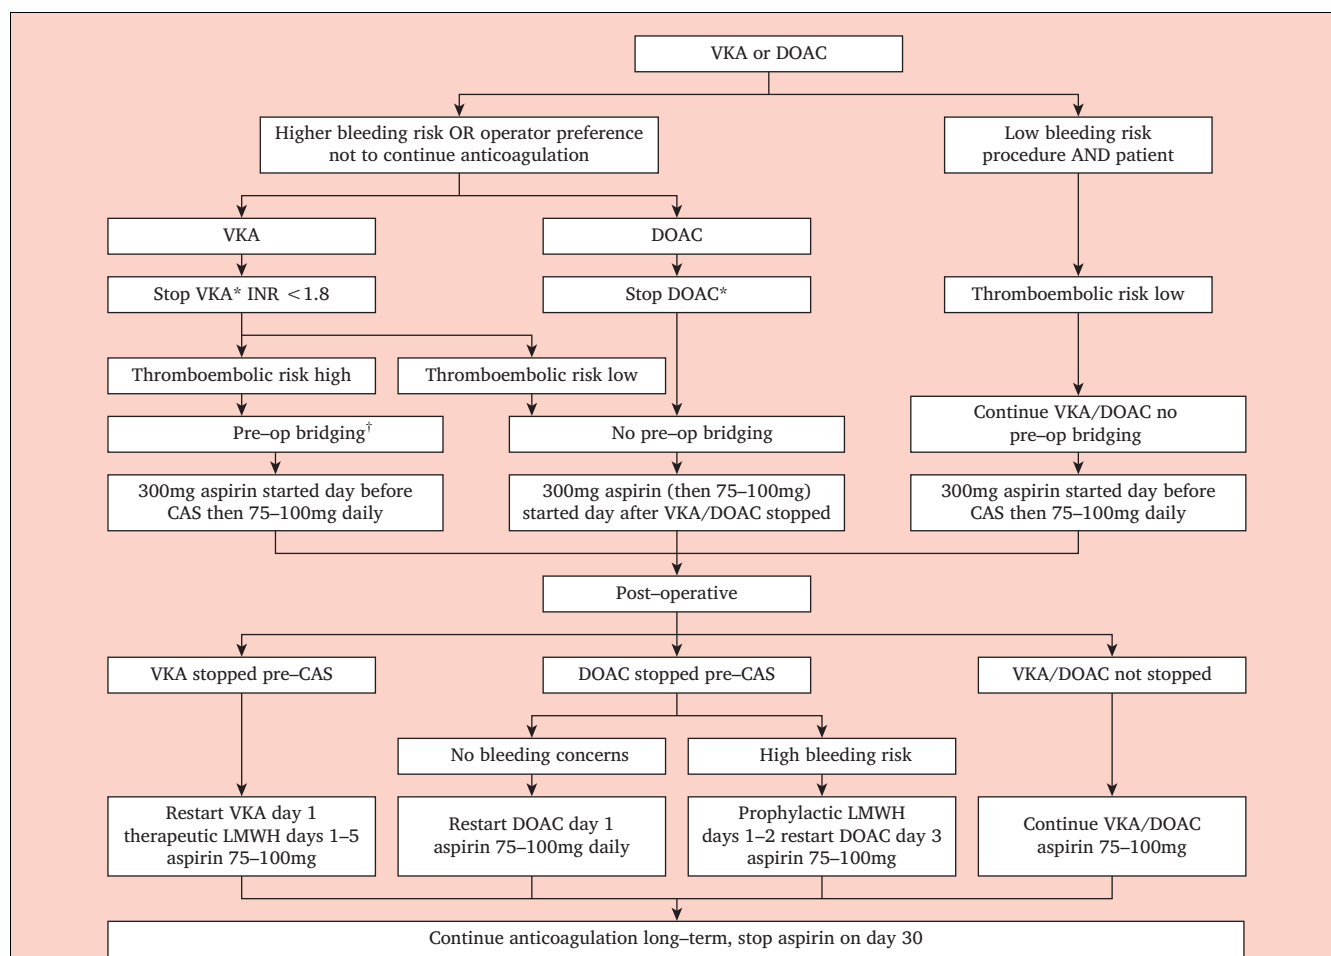 VKA or DOAC
Higher bleeding risk OR operator preference
not to continue anticoagulation
Low bleeding risk
procedure AND patient
VKA
DOAC
Stop VKA* INR <1.8
Stop DOAC*
Thromboembolic risk low
Thromboembolic risk high
Thromboembolic risk low
Pre–op bridging†
No pre–op bridging
Continue VKA/DOAC no
pre–op bridging
300mg aspirin started day before
CAS then 75–100mg daily
300mg aspirin (then 75–100mg)
started day after VKA/DOAC stopped
300mg aspirin started day before
CAS then 75–100mg daily
Post–operative
VKA stopped pre–CAS
DOAC stopped pre–CAS
VKA/DOAC not stopped
No bleeding concerns
High bleeding risk
Restart VKA day 1
therapeutic LMWH days 1–5
aspirin 75–100mg
Restart DOAC day 1
aspirin 75–100mg daily
Prophylactic LMWH
days 1–2 restart DOAC day 3
aspirin 75–100mg
Continue VKA/DOAC
aspirin 75–100mg
Continue anticoagulation long–term, stop aspirin on day 30